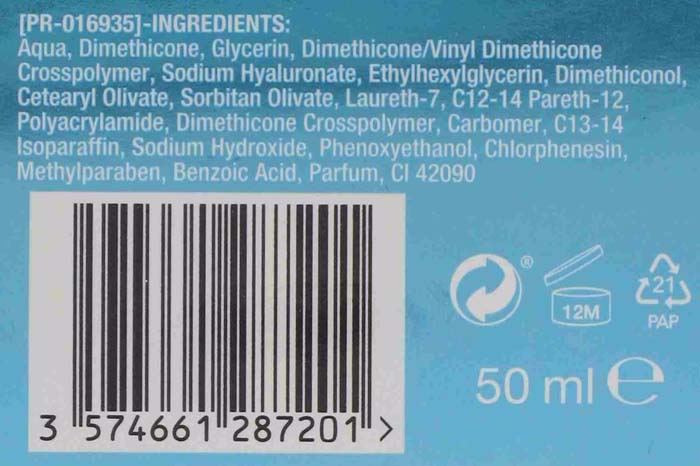 [PR-016935]-INGREDIENTS:
Aqua, Dimethicone, Glycerin, Dimethicone/Vinyl Dimethicone
Crosspolymer, Sodium Hyaluronate, Ethylhexylglycerin, Dimethiconol,
Cetearyl Olivate, Sorbitan Olivate, Laureth-7, C12-14 Pareth-12,
Polyacrylamide, Dimethicone Crosspolymer, Carbomer, C13-14
Isoparaffin, Sodium Hydroxide, Phenoxyethanol, Chlorphenesin,
Methylparaben, Benzoic Acid, Parfum, CI 42090
®
12M
21
PAP
50 ml ℮
3 574661 287201 >